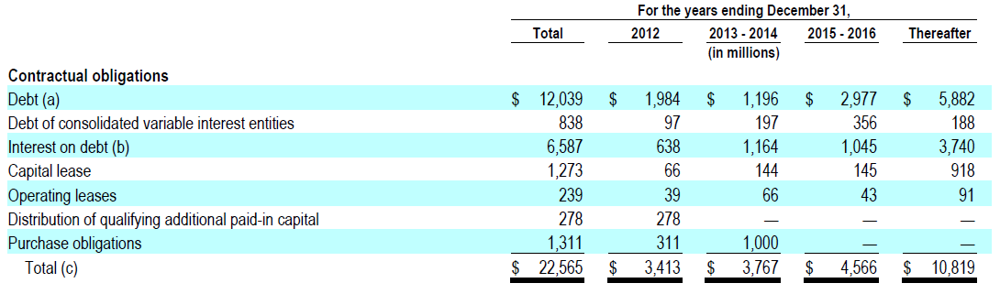 For the years ending December 31,
Total 2012 2013 - 2014 2015 - 2016 Thereafter
(in millions)
Contractual obligations
Debt (a) $ 12,039 $ 1,984 $ 1,196 $ 2,977 $ 5,882
Debt of consolidated variable interest entities 838 97 197 356 188
Interest on debt (b) 6,587 638 1,164 1,045 3,740
Capital lease 1,273 66 144 145 918
Operating leases 239 39 66 43 91
Distribution of qualifying additional paid-in capital 278 278 — — —
Purchase obligations 1,311 311 1,000 — —
Total (c) $ 22,565 $ 3,413 $ 3,767 $ 4,566 $ 10,819